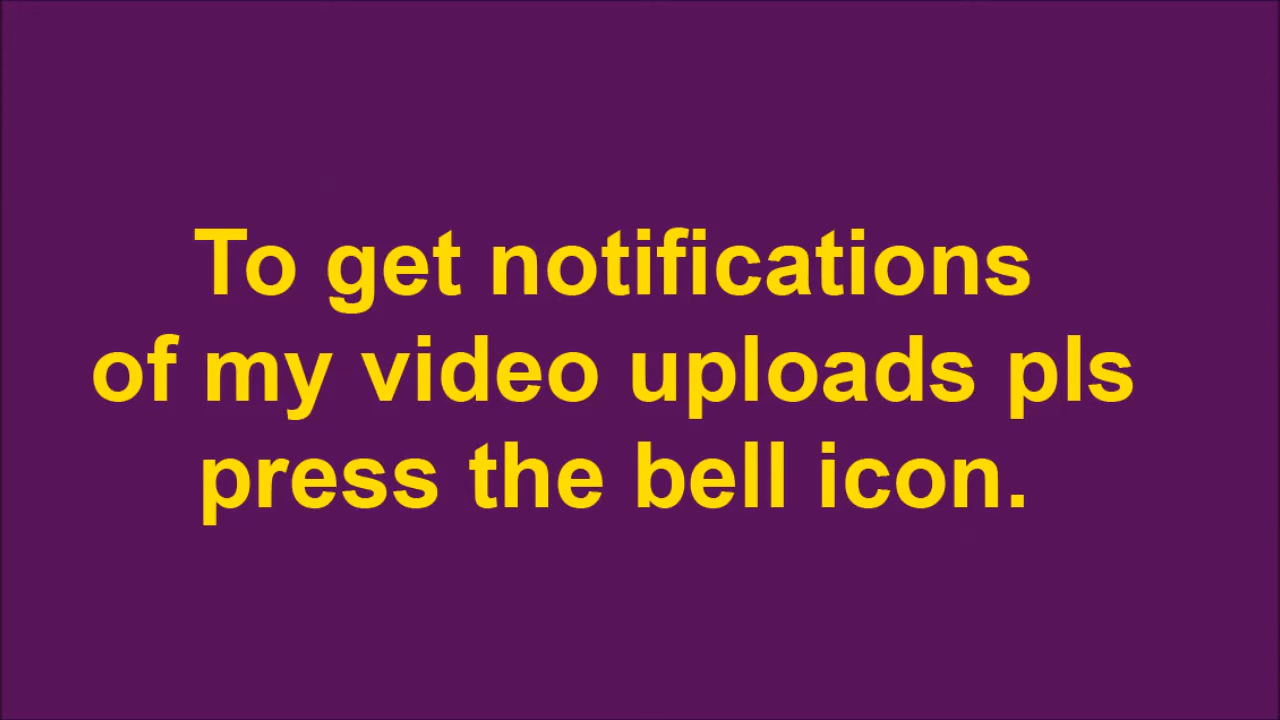 To get notifications
of my video uploads pls
press the bell icon.